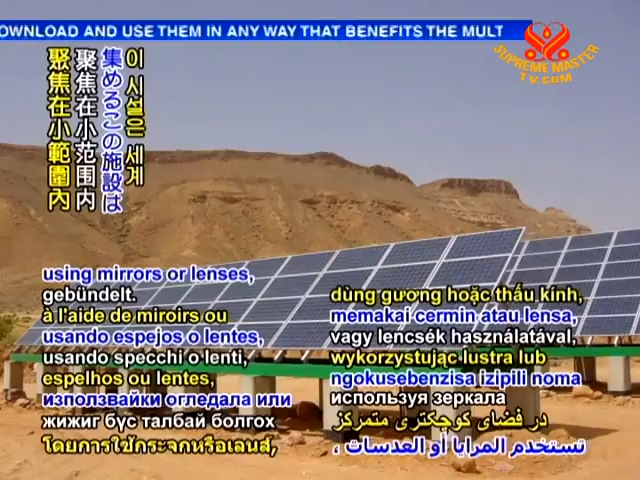 OWNLOAD AND USE THEM IN ANY WAY THAT BENEFITS THE MULT
SUPREME MASTER
TV.COM
이 시설은 세계
集めるこの施設は
聚焦在小范围内
聚焦在小範圍內
using mirrors or lenses,
gebündelt.
à l'aide de miroirs ou
usando espejos o lentes,
usando specchi o lenti,
espelhos ou lentes,
използвайки огледала или
жижиг бүс талбай болгох
โดยการใช้กระจกหรือเลนส์,
dùng gương hoặc thấu kính,
memakai cermin atau lensa,
vagy lencsék használatával,
wykorzystując lustra lub
ngokusebenzisa izipili noma
используя зеркала
در فضای کوچکتری متمرکز
تستخدم المرايا أو العدسات ،